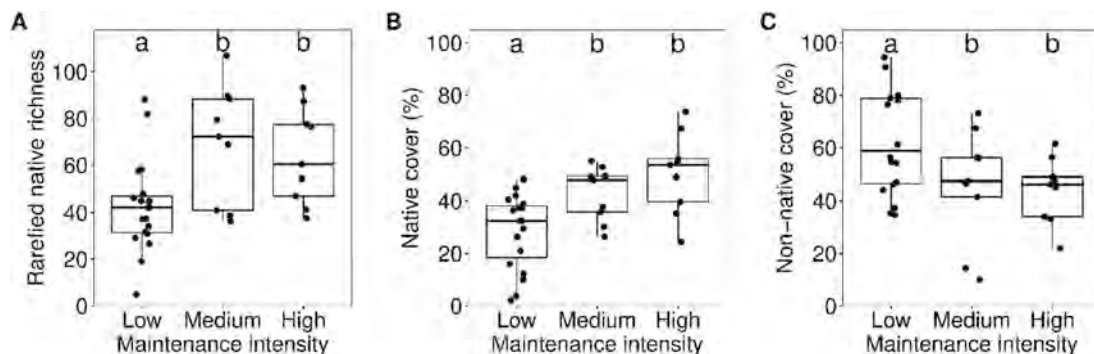 A
Rarefied native richness
100
80
60
40
20
0
a b b
Low Medium High
Maintenance intensity
B
Native cover (%)
100
80
60
40
20
0
a b b
Low Medium High
Maintenance intensity
C
Non-native cover (%)
100
80
60
40
20
0
a b b
Low Medium High
Maintenance intensity